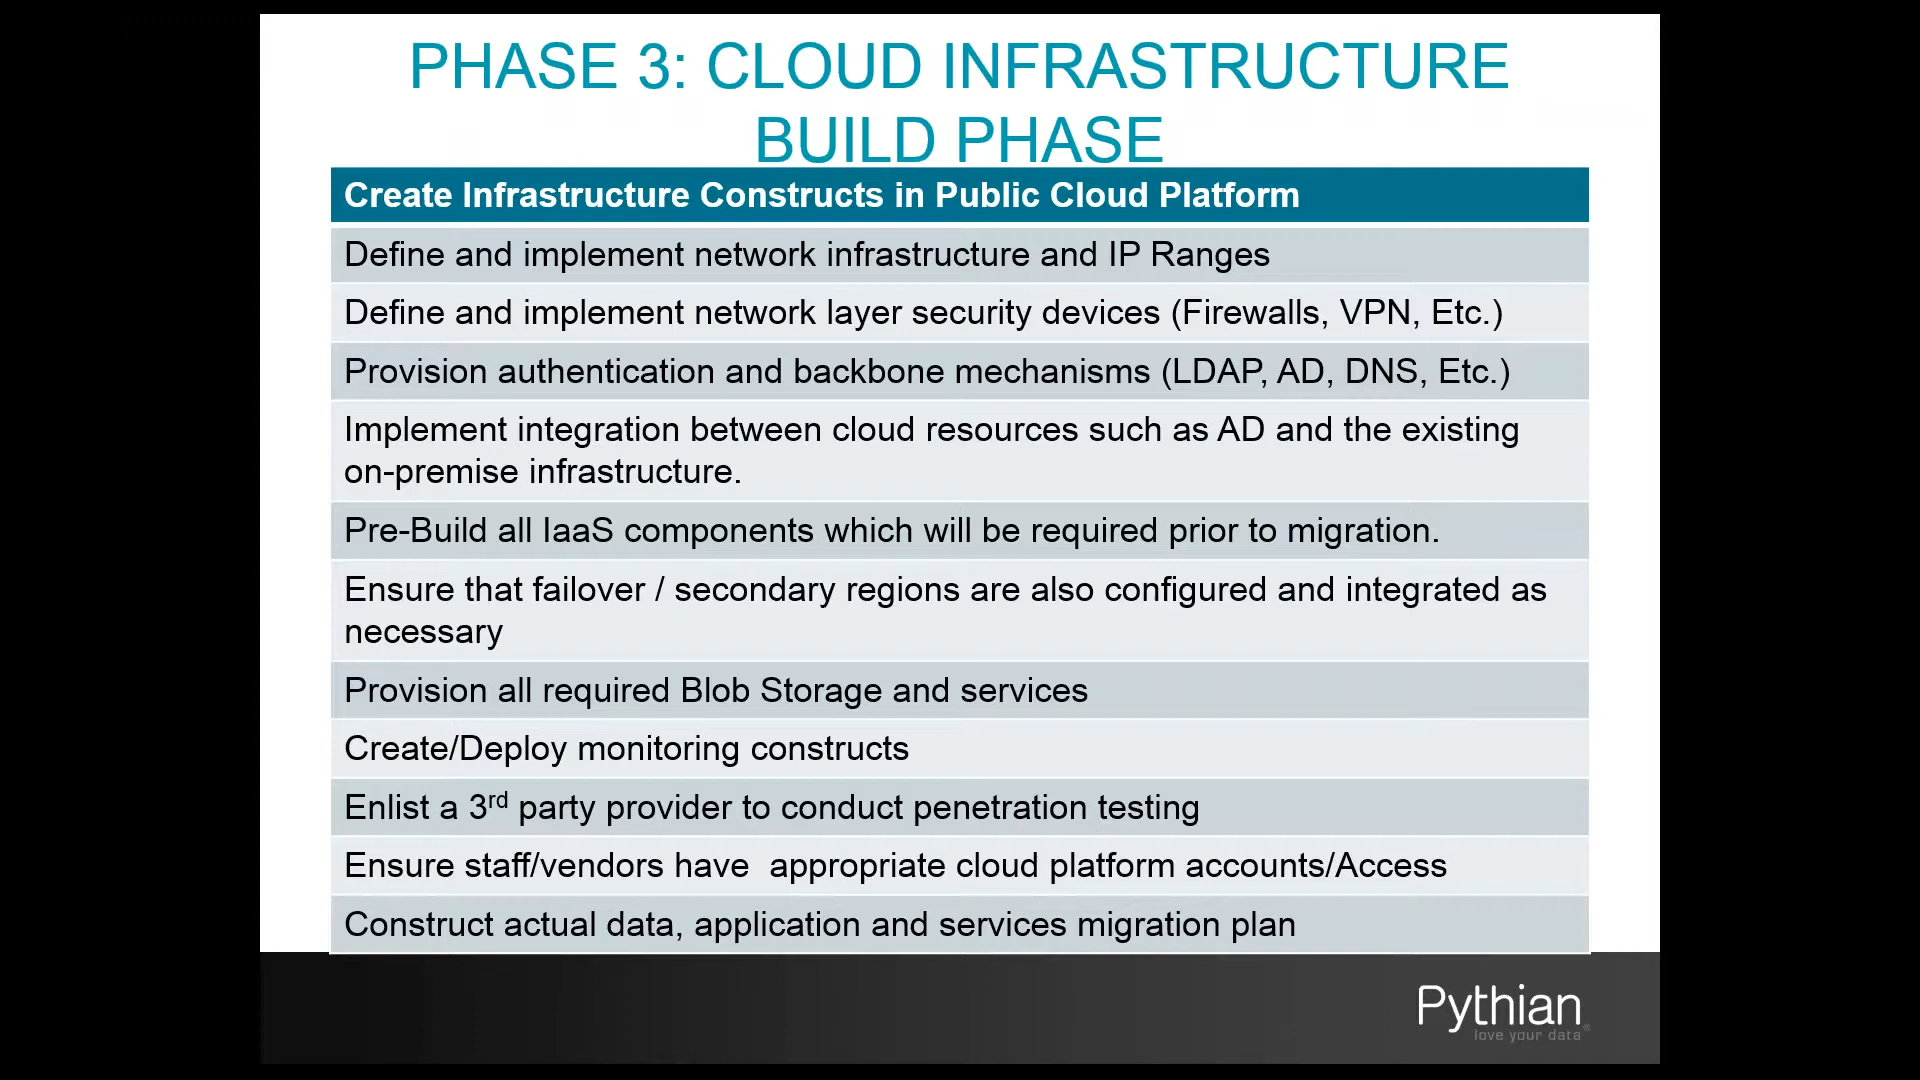 PHASE 3: CLOUD INFRASTRUCTURE
BUILD PHASE
Create Infrastructure Constructs in Public Cloud Platform
Define and implement network infrastructure and IP Ranges
Define and implement network layer security devices (Firewalls, VPN, Etc.)
Provision authentication and backbone mechanisms (LDAP, AD, DNS, Etc.)
Implement integration between cloud resources such as AD and the existing
on-premise infrastructure.
Pre-Build all IaaS components which will be required prior to migration.
Ensure that failover / secondary regions are also configured and integrated as
necessary
Provision all required Blob Storage and services
Create/Deploy monitoring constructs
Enlist a 3rd party provider to conduct penetration testing
Ensure staff/vendors have  appropriate cloud platform accounts/Access
Construct actual data, application and services migration plan
Pythian
love your data®